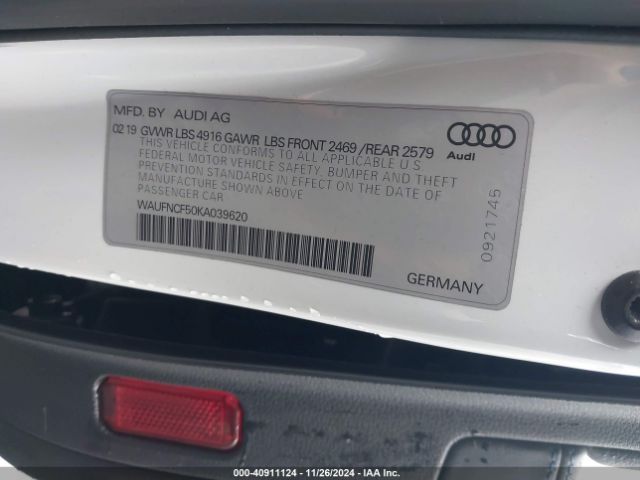 MFD. BY AUDI AG
02 19 GVWR LBS 4916 GAWR LBS FRONT 2469 / REAR 2579
THIS VEHICLE CONFORMS TO ALL APPLICABLE U S
FEDERAL MOTOR VEHICLE SAFETY, BUMPER AND THEFT
PREVENTION STANDARDS IN EFFECT ON THE DATE OF
MANUFACTURE SHOWN ABOVE
PASSENGER CAR
WAUFNCF50KA039620
Audi
0921745
GERMANY
000-40911124 | 11/26/2024 | IAA Inc.